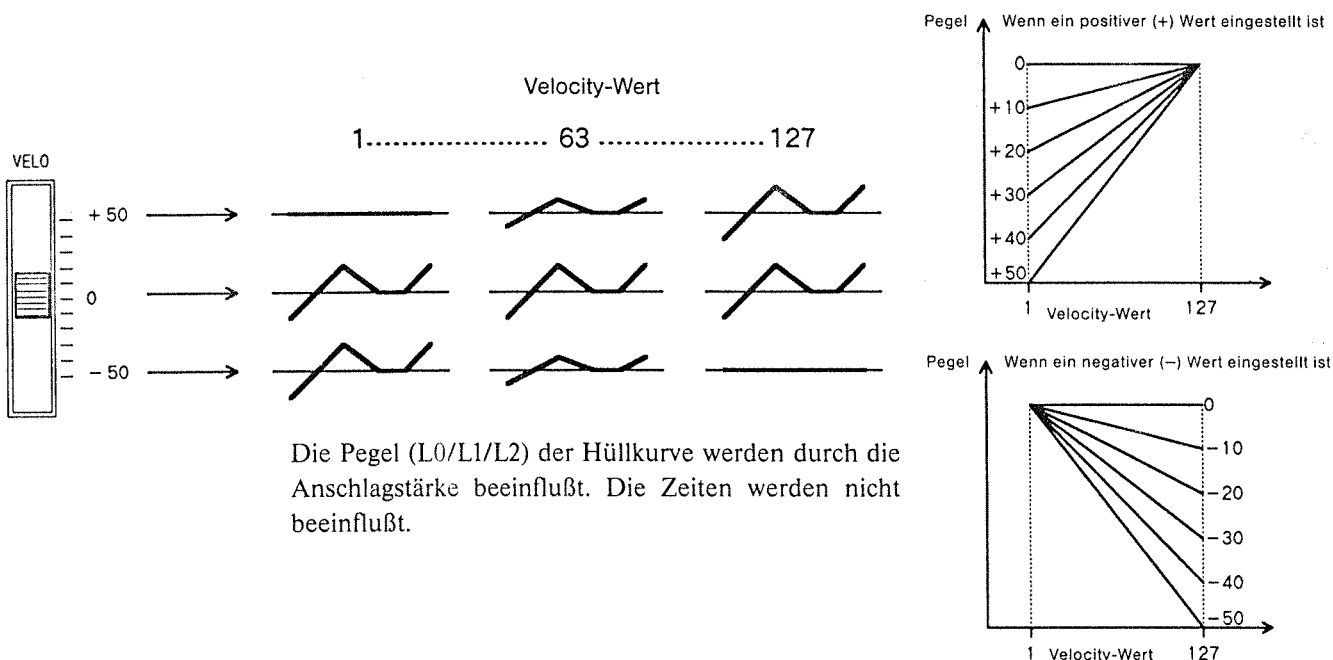 Velocity-Wert
1..................... 63 ................. 127
VELO
+ 50
0
− 50
Die Pegel (L0/L1/L2) der Hüllkurve werden durch die
Anschlagstärke beeinflußt. Die Zeiten werden nicht
beeinflußt.
Pegel Wenn ein positiver (+) Wert eingestellt ist
0
+10
+20
+30
+40
+50
1 Velocity-Wert 127
Pegel Wenn ein negativer (−) Wert eingestellt ist
0
−10
−20
−30
−40
−50
1 Velocity-Wert 127